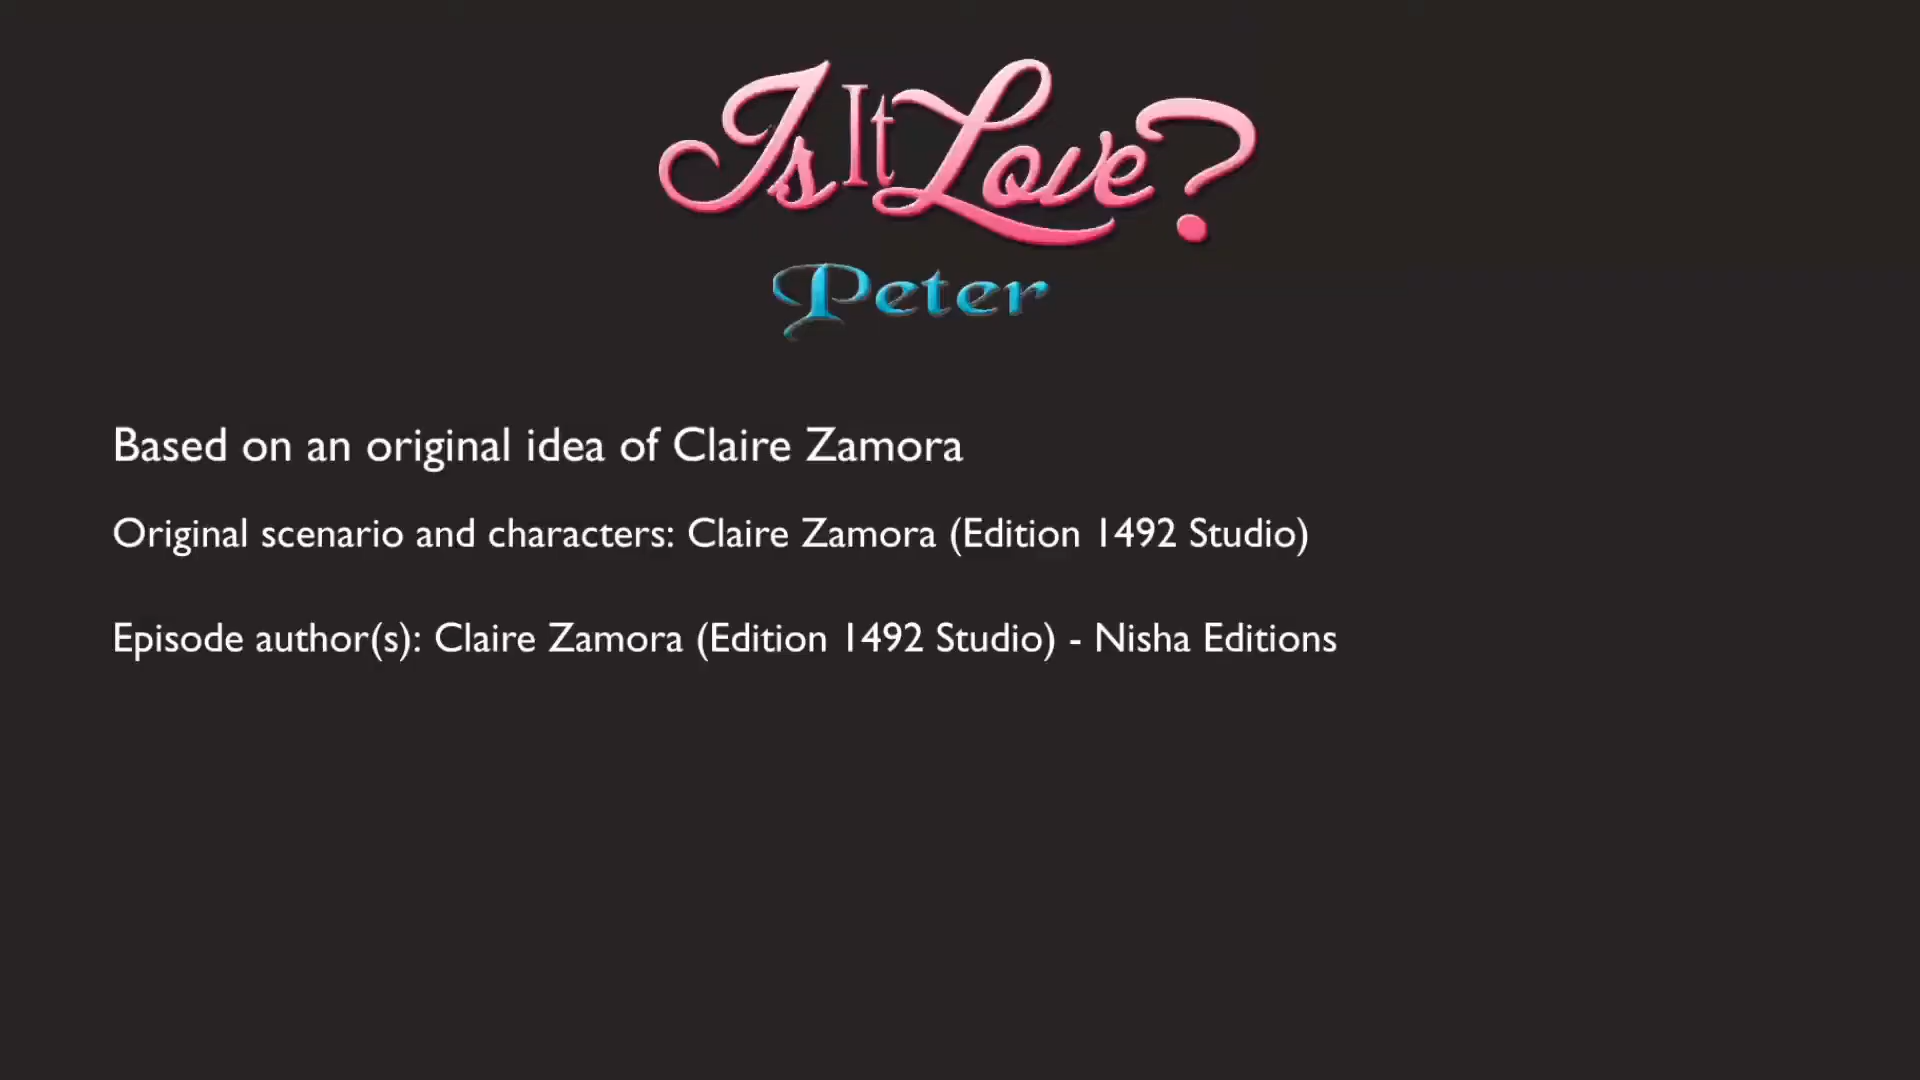 Is It Love?
Peter
Based on an original idea of Claire Zamora
Original scenario and characters: Claire Zamora (Edition 1492 Studio)
Episode author(s): Claire Zamora (Edition 1492 Studio) - Nisha Editions